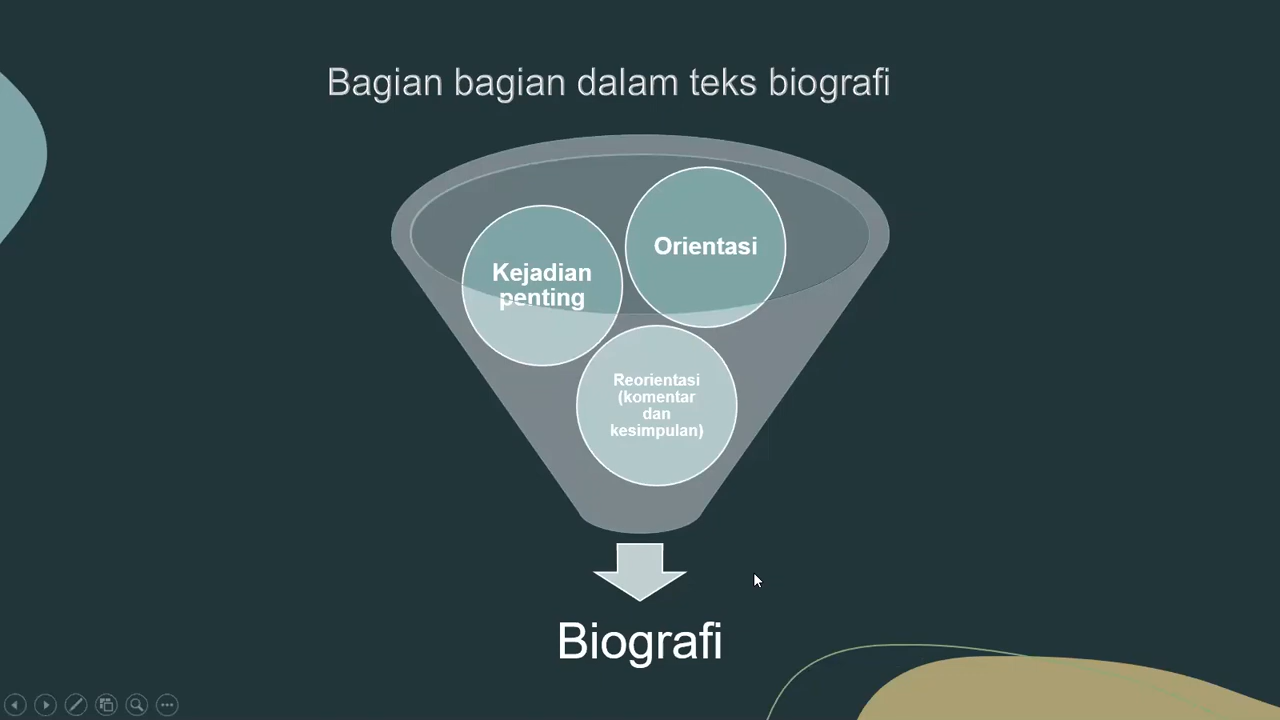 Bagian bagian dalam teks biografi
Orientasi
Kejadian
penting
Reorientasi
(komentar
dan
kesimpulan)
Biografi